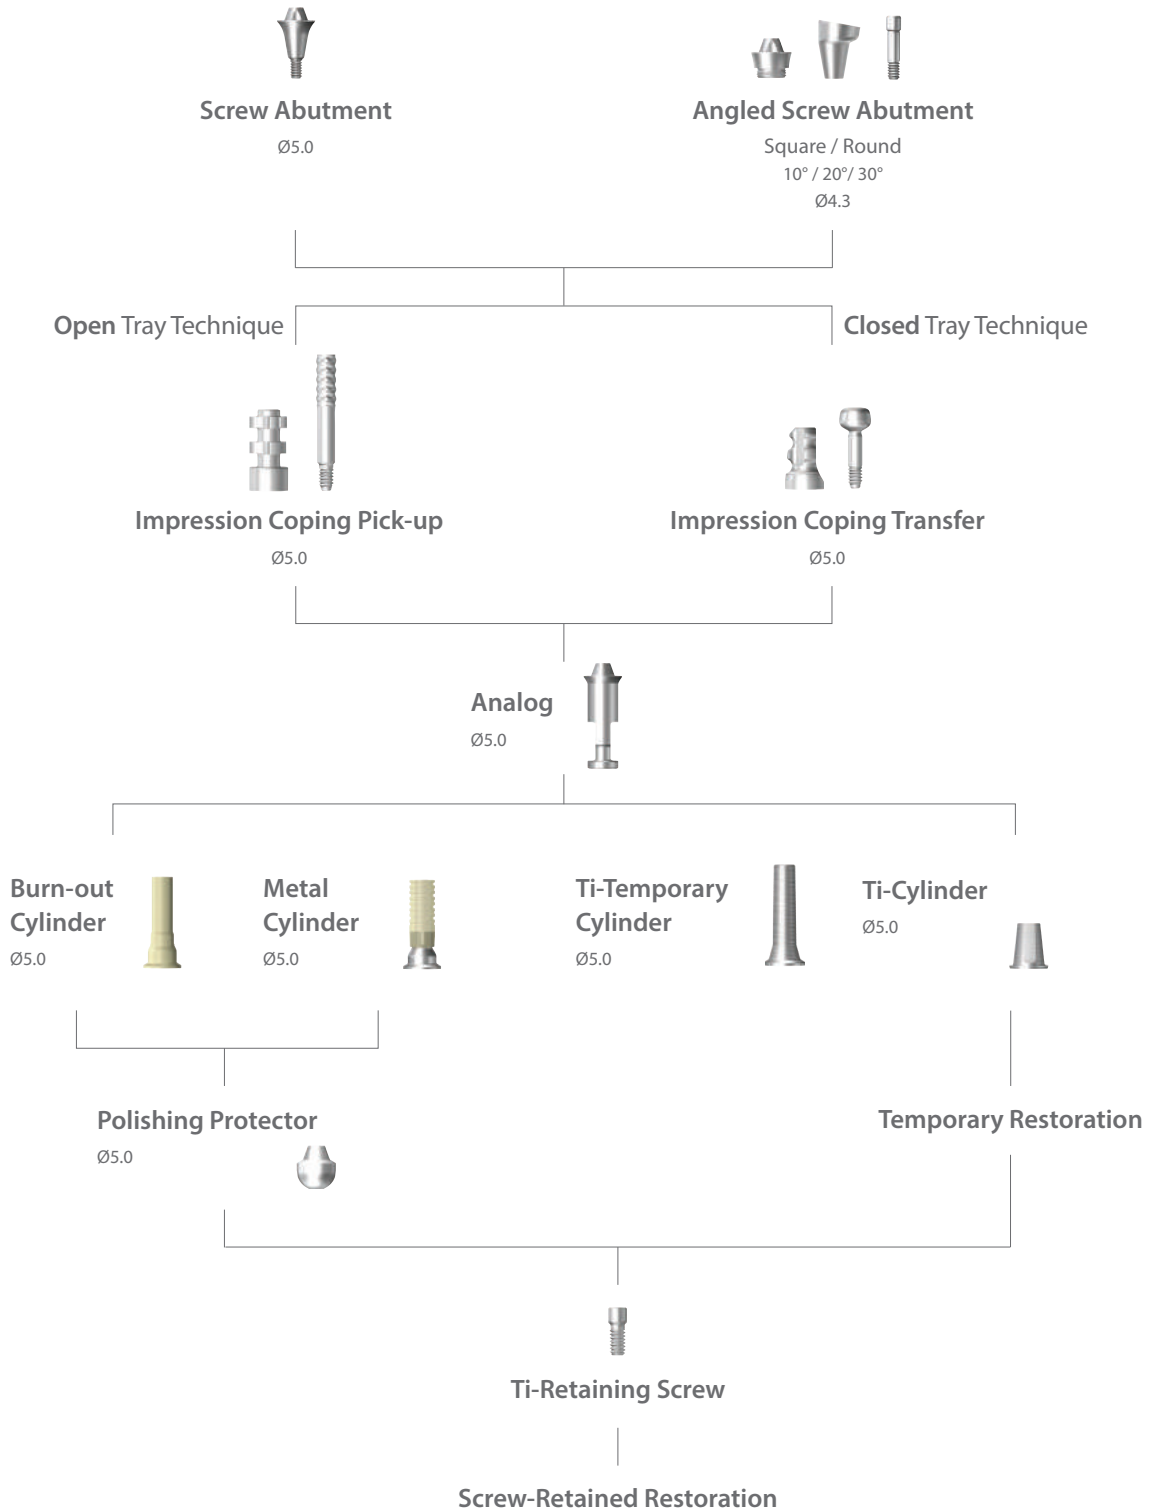 Screw Abutment
Ø5.0
Angled Screw Abutment
Square / Round
10° / 20°/ 30°
Ø4.3
Open Tray Technique
Closed Tray Technique
Impression Coping Pick-up
Ø5.0
Impression Coping Transfer
Ø5.0
Analog
Ø5.0
Burn-out
Cylinder
Ø5.0
Metal
Cylinder
Ø5.0
Ti-Temporary
Cylinder
Ø5.0
Ti-Cylinder
Ø5.0
Polishing Protector
Ø5.0
Temporary Restoration
Ti-Retaining Screw
Screw-Retained Restoration